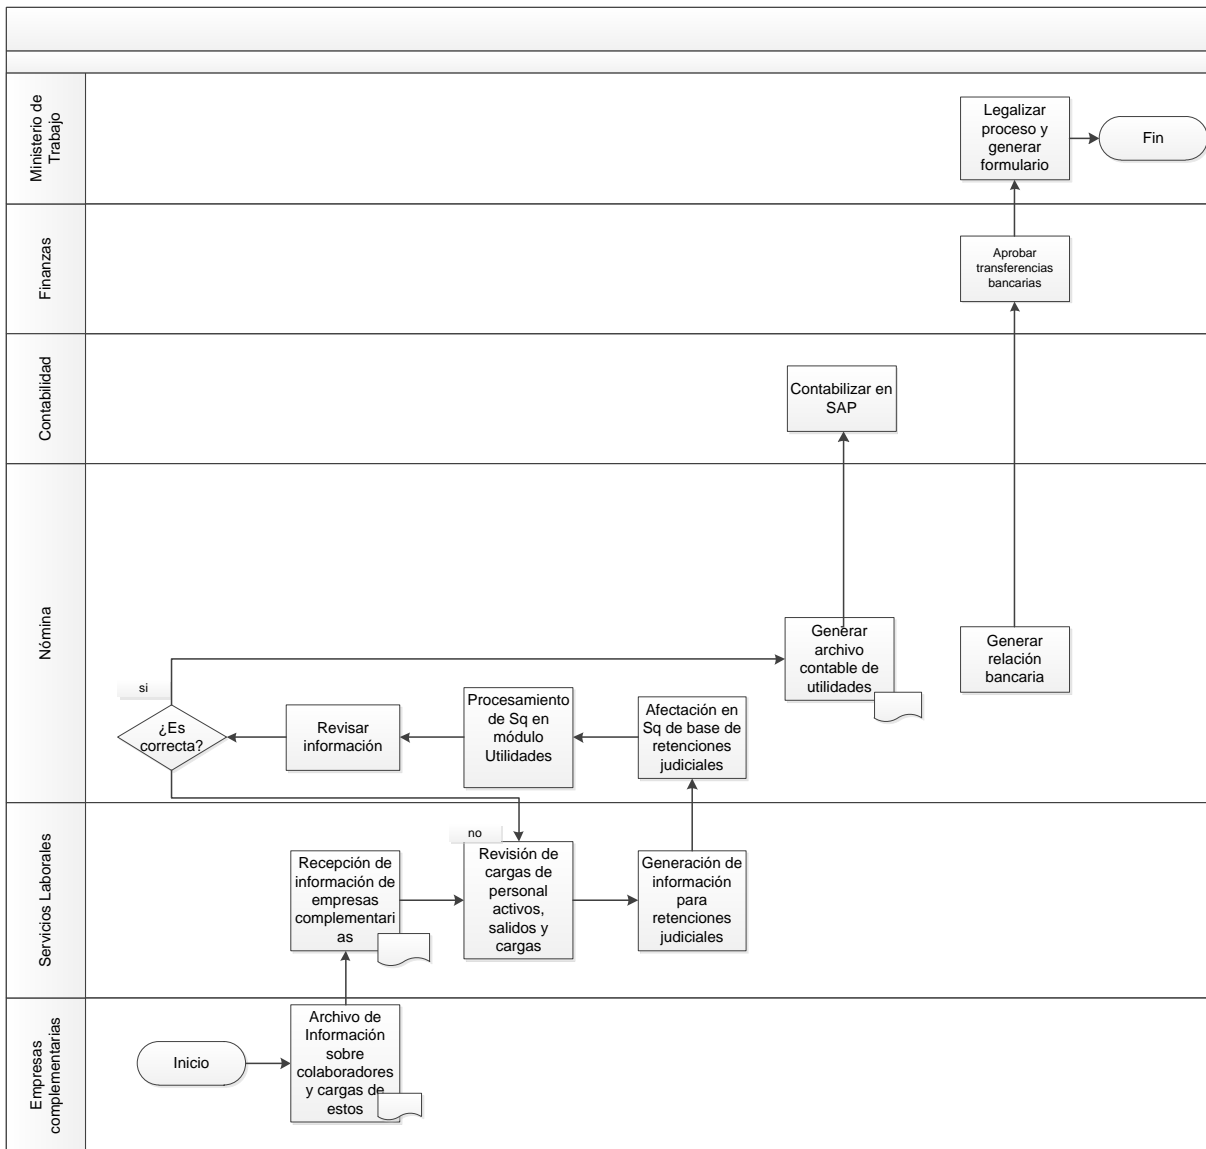 Ministerio de
Trabajo
Legalizar
proceso y
generar
formulario
Fin
Finanzas
Aprobar
transferencias
bancarias
Contabilidad
Contabilizar en
SAP
Nómina
Generar
archivo
contable de
utilidades
Generar
relación
bancaria
si
¿Es
correcta?
Revisar
información
Procesamiento
de Sq en
módulo
Utilidades
Afectación en
Sq de base de
retenciones
judiciales
Servicios Laborales
no
Recepción de
información de
empresas
complementari
as
Revisión de
cargas de
personal
activos,
salidos y
cargas
Generación de
información
para
retenciones
judiciales
Empresas
complementarias
Inicio
Archivo de
Información
sobre
colaboradores
y cargas de
estos